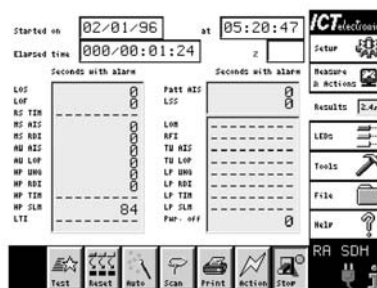 Started on 02/01/96 at 05:20:47
Elapsed time 000/00:01:24
Seconds with alarm Seconds with alarm
LOS 0 Patt AIS 0
LOF 0 LSS 0
RS TIM ------
MS AIS 0 LOM ------
MS RDI 0 RFI ------
AU AIS 0 TU AIS ------
AU LOP 0 TU LOP ------
HP UNQ 0 LP UNQ ------
HP RDI 0 LP RDI ------
HP TIM ------ LP TIM ------
HP SLM 84 LP SLM ------
LTI ------ Pwr- off 0
ICTelectronic
Setup
Measure
& Actions
Results
LEDs
Tools
File
Help
RA SDH
Test Reset Auto Scan Print Action Stop